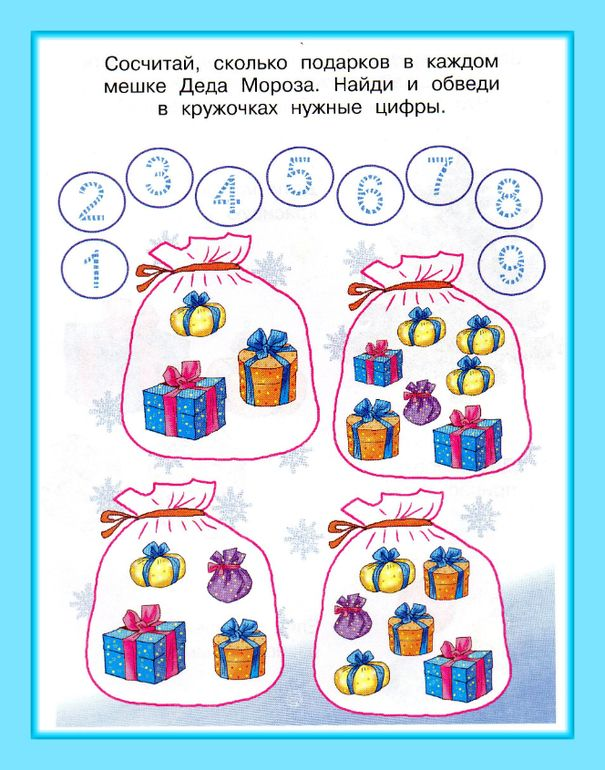 Сосчитай, сколько подарков в каждом
мешке Деда Мороза. Найди и обведи
в кружочках нужные цифры.
1 2 3 4 5 6 7 8 9